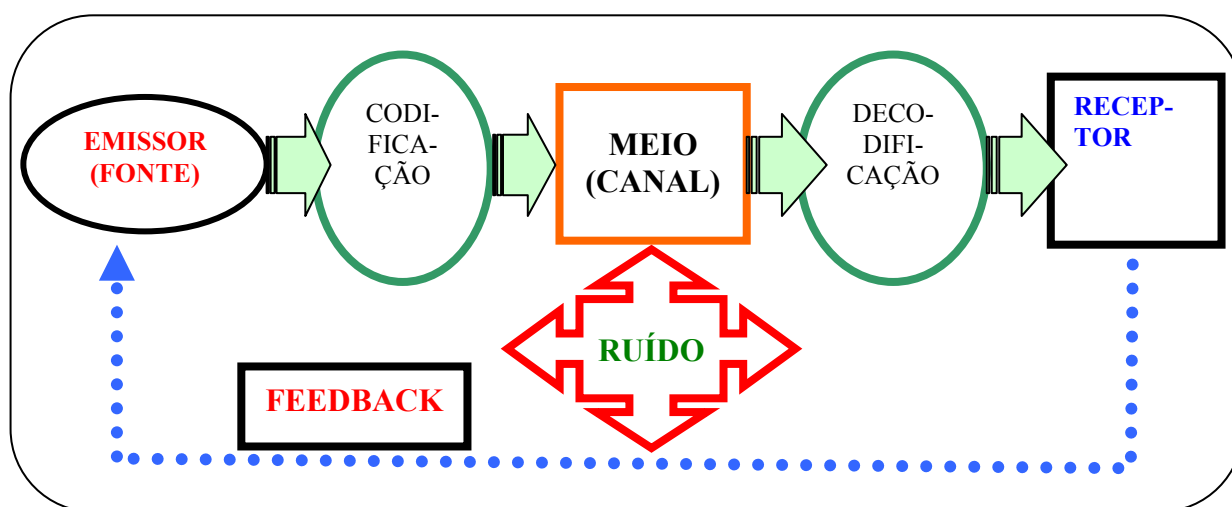 EMISSOR
(FONTE)
CODI-
FICA-
ÇÃO
MEIO
(CANAL)
DECO-
DIFI-
CAÇÃO
RECEP-
TOR
RUÍDO
FEEDBACK